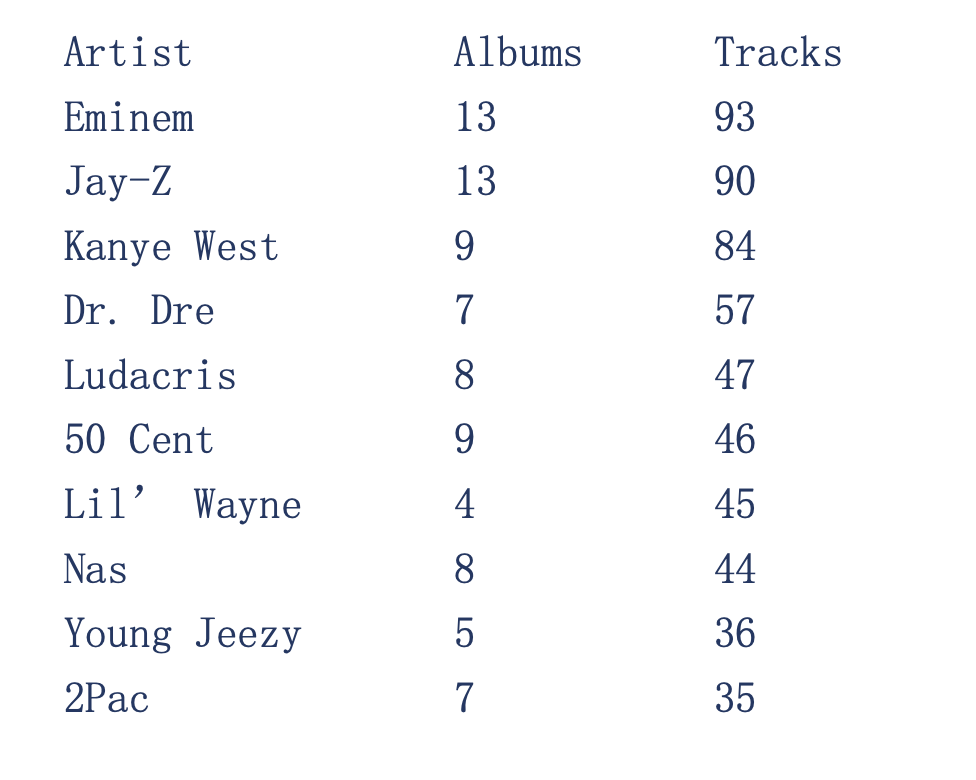 Artist Albums Tracks
Eminem 13 93
Jay-Z 13 90
Kanye West 9 84
Dr. Dre 7 57
Ludacris 8 47
50 Cent 9 46
Lil’ Wayne 4 45
Nas 8 44
Young Jeezy 5 36
2Pac 7 35